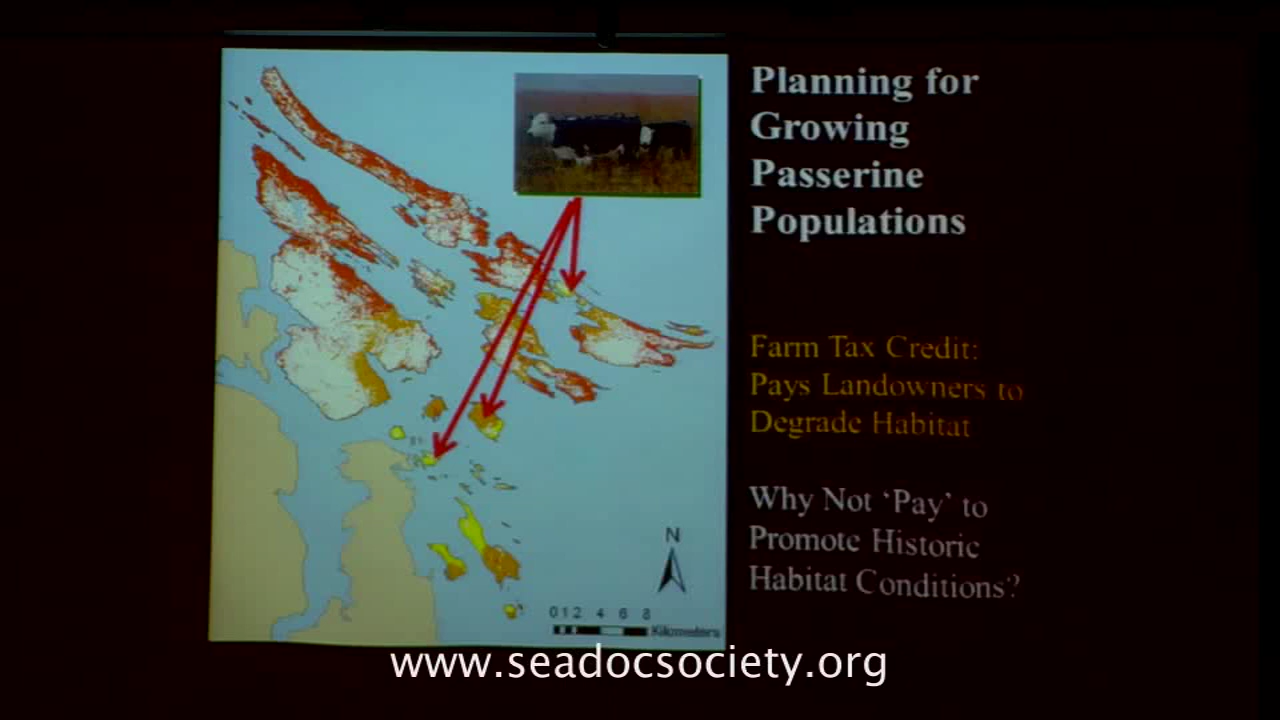 Planning for
Growing
Passerine
Populations
Farm Tax Credit:
Pays Landowners to
Degrade Habitat
Why Not ‘Pay’ to
Promote Historic
Habitat Conditions?
N
0 1 2 4 6 8
Kilometers
www.seadocsociety.org